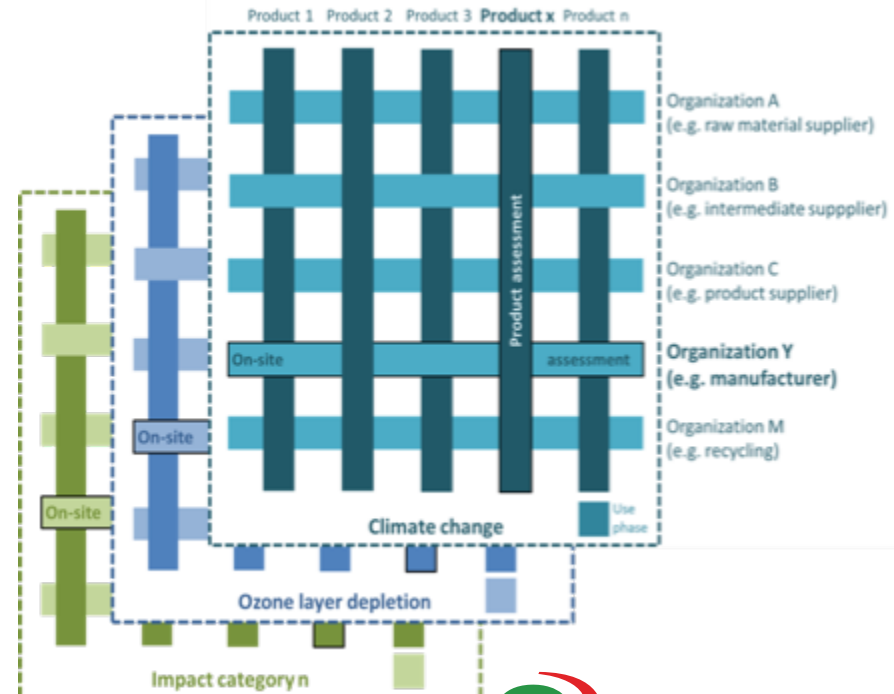 Product 1 Product 2 Product 3 Product x Product n
Organization A
(e.g. raw material supplier)
Organization B
(e.g. intermediate suppplier)
Organization C
(e.g. product supplier)
Product assessment
On-site assessment
Organization Y
(e.g. manufacturer)
Organization M
(e.g. recycling)
On-site
On-site
Use
phase
Climate change
Ozone layer depletion
Impact category n